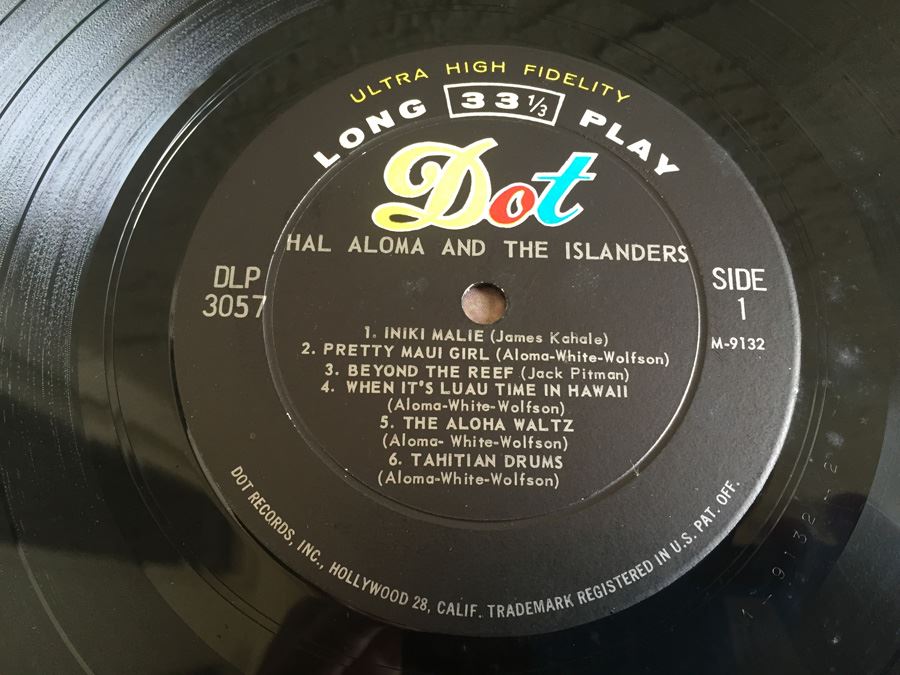 ULTRA HIGH FIDELITY
LONG 33 1/3 PLAY
Dot
HAL ALOMA AND THE ISLANDERS
DLP
3057
SIDE
1
M-9132
1. INIKI MALIE (James Kahale)
2. PRETTY MAUI GIRL (Aloma-White-Wolfson)
3. BEYOND THE REEF (Jack Pitman)
4. WHEN IT'S LUAU TIME IN HAWAII
(Aloma-White-Wolfson)
5. THE ALOHA WALTZ
(Aloma- White-Wolfson)
6. TAHITIAN DRUMS
(Aloma-White-Wolfson)
DOT RECORDS, INC., HOLLYWOOD 28, CALIF. TRADEMARK REGISTERED IN U.S. PAT. OFF.